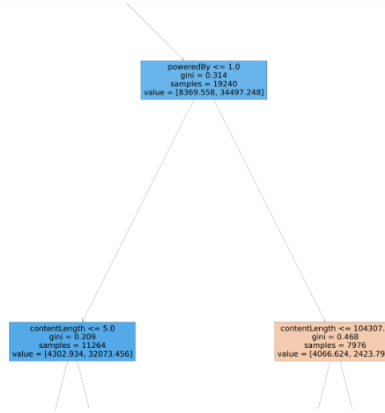 poweredBy <= 1.0
gini = 0.314
samples = 19240
value = [8369.558, 34497.248]
contentLength <= 5.0
gini = 0.209
samples = 11264
value = [4302.934, 32073.456]
contentLength <= 104307.
gini = 0.468
samples = 7976
value = [4066.624, 2423.79